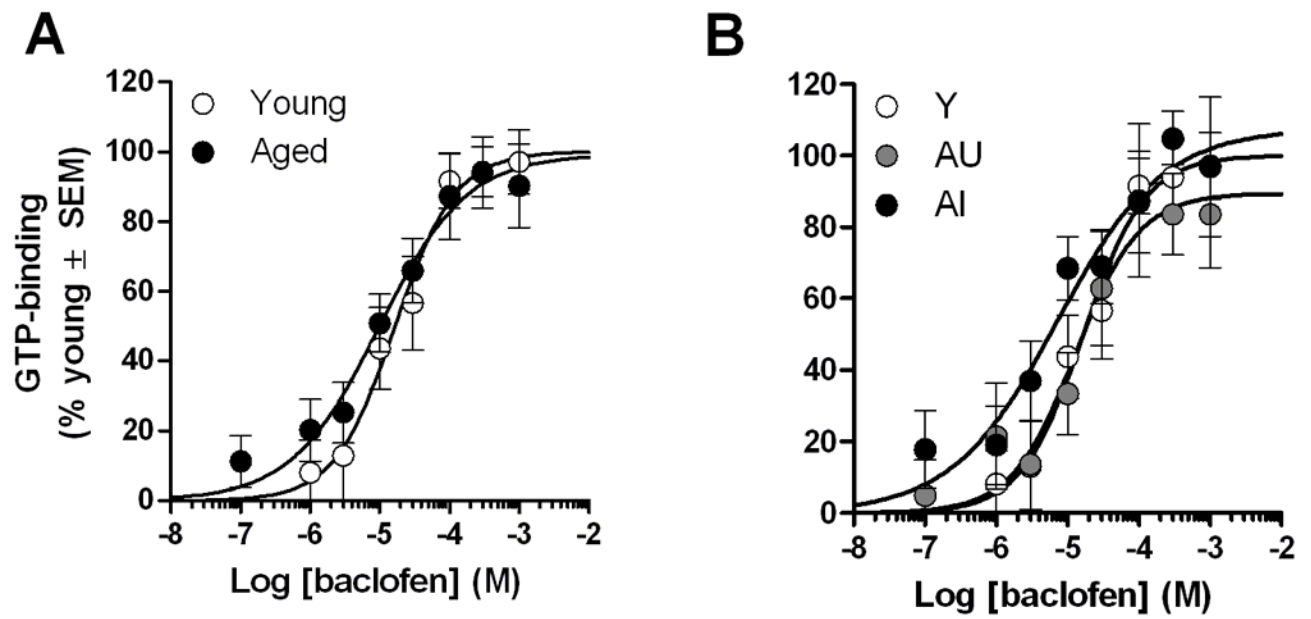 A
GTP-binding
(% young ± SEM)
120
100
80
60
40
20
0
Young
Aged
-8 -7 -6 -5 -4 -3 -2
Log [baclofen] (M)
B
120
100
80
60
40
20
0
Y
AU
AI
-8 -7 -6 -5 -4 -3 -2
Log [baclofen] (M)